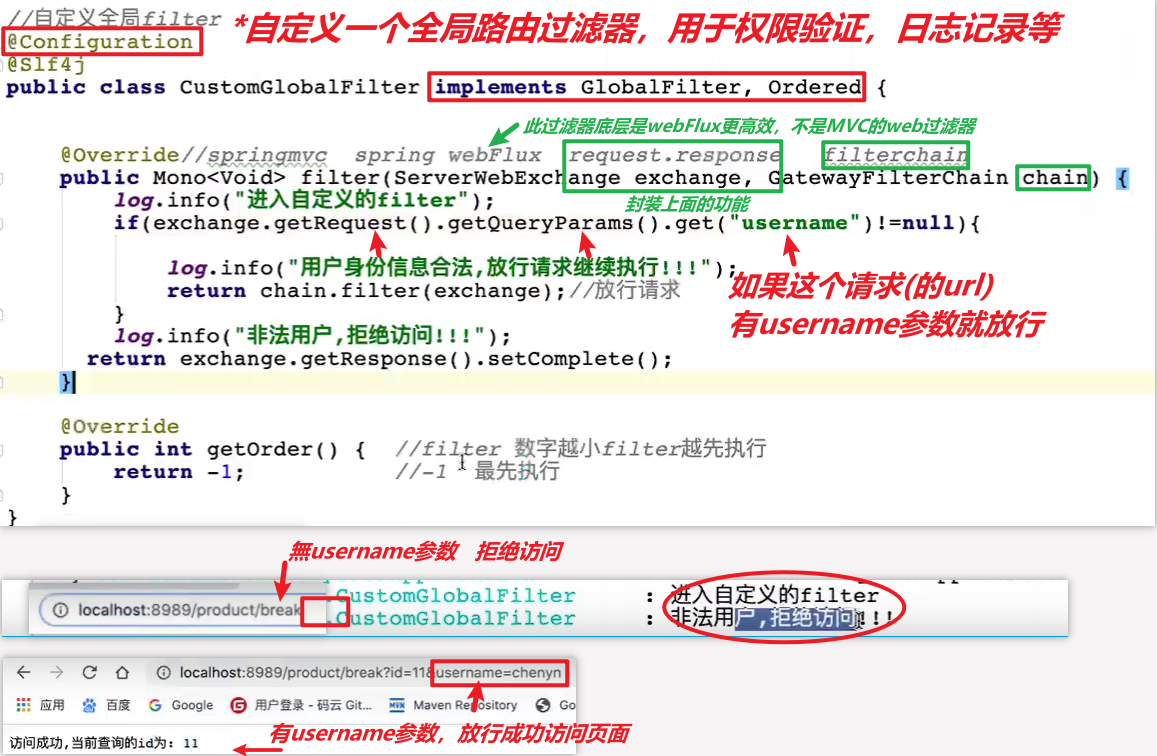 //自定义全局filter
*自定义一个全局路由过滤器，用于权限验证，日志记录等
@Configuration
@Slf4j
public class CustomGlobalFilter implements GlobalFilter, Ordered {
此过滤器底层是webFlux更高效，不是MVC的web过滤器
@Override//springmvc spring webFlux request.response filterchain
public Mono<Void> filter(ServerWebExchange exchange, GatewayFilterChain chain) {
封装上面的功能
log.info("进入自定义的filter");
if(exchange.getRequest().getQueryParams().get("username")!=null){
log.info("用户身份信息合法,放行请求继续执行!!!");
return chain.filter(exchange);//放行请求
如果这个请求(的url)
有username参数就放行
}
log.info("非法用户,拒绝访问!!!");
return exchange.getResponse().setComplete();
}
@Override
public int getOrder() { //filter 数字越小filter越先执行
return -1; //-1 最先执行
}
}
無username参数 拒绝访问
localhost:8989/product/break
.CustomGlobalFilter : 进入自定义的filter
.CustomGlobalFilter : 非法用户,拒绝访问!!!
localhost:8989/product/break?id=11&username=chenyn
应用 百度 Google 用户登录 - 码云 Git... Maven Repository Go
有username参数，放行成功访问页面
访问成功,当前查询的id为: 11